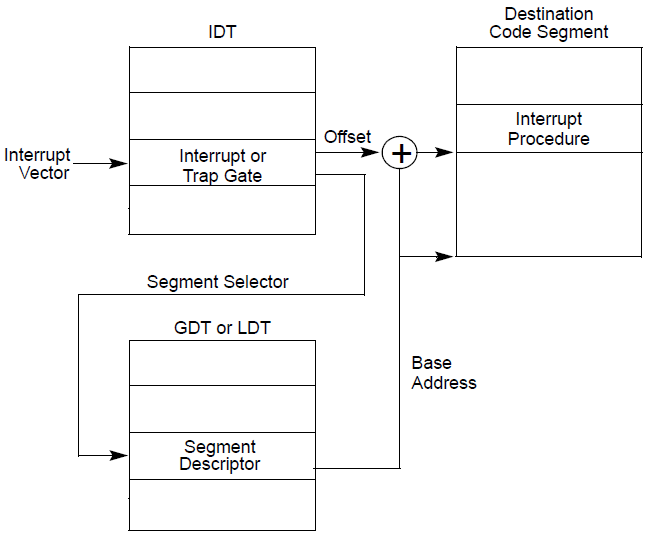 IDT
Destination
Code Segment
Interrupt
Vector
Interrupt or
Trap Gate
Offset
+
Interrupt
Procedure
Segment Selector
GDT or LDT
Base
Address
Segment
Descriptor